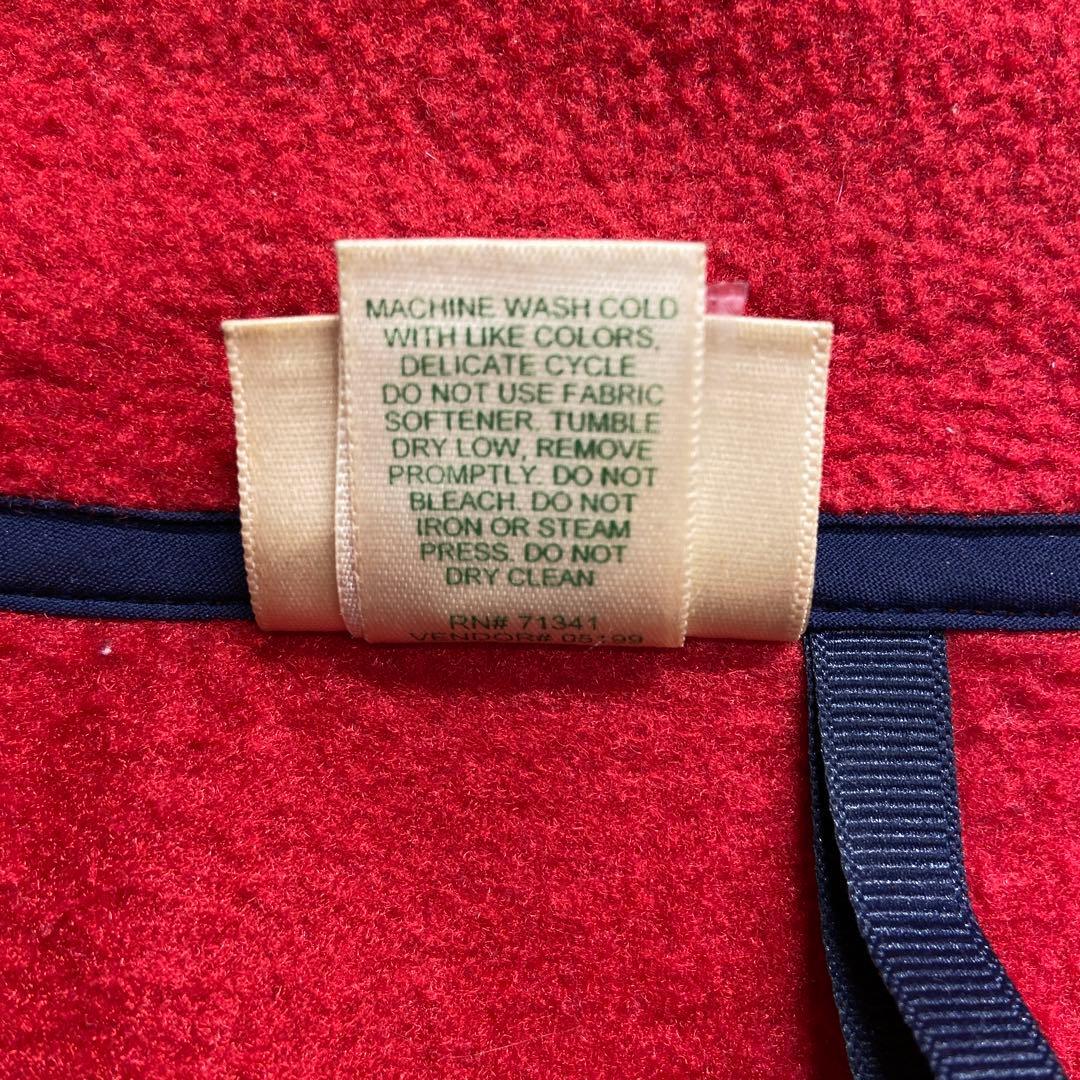 MACHINE WASH COLD
WITH LIKE COLORS,
DELICATE CYCLE
DO NOT USE FABRIC
SOFTENER. TUMBLE
DRY LOW, REMOVE
PROMPTLY. DO NOT
BLEACH. DO NOT
IRON OR STEAM
PRESS. DO NOT
DRY CLEAN
RN# 71341
VENDOR#